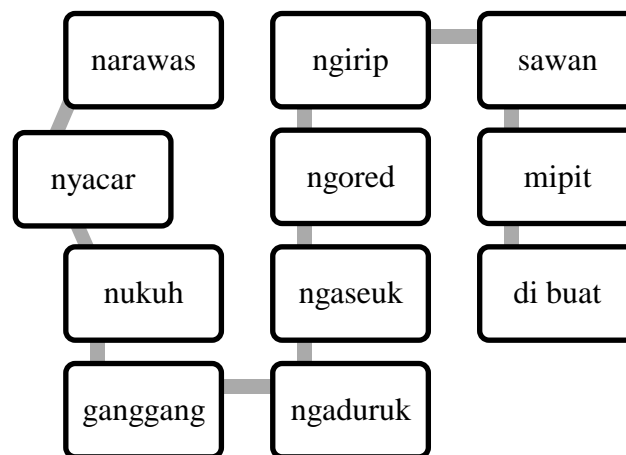 narawas
nyacar
nukuh
ganggang
ngaduruk
ngaseuk
ngored
ngirip
sawan
mipit
di buat